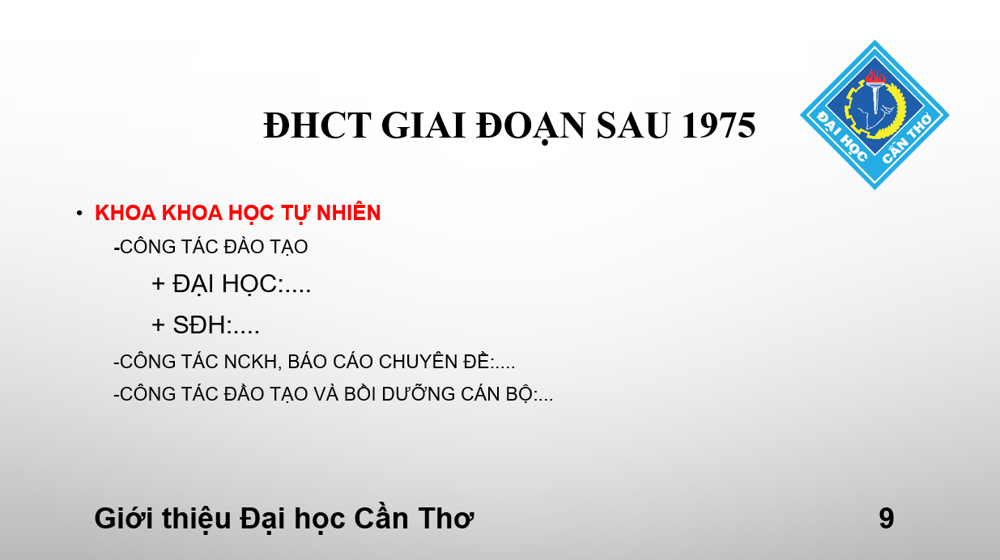 ĐHCT GIAI ĐOẠN SAU 1975
ĐẠI HỌC CẦN THƠ
• KHOA KHOA HỌC TỰ NHIÊN
-CÔNG TÁC ĐÀO TẠO
+ ĐẠI HỌC:....
+ SĐH:....
-CÔNG TÁC NCKH, BÁO CÁO CHUYÊN ĐỀ:....
-CÔNG TÁC ĐẦO TẠO VÀ BỒI DƯỠNG CÁN BỘ:...
Giới thiệu Đại học Cần Thơ
9